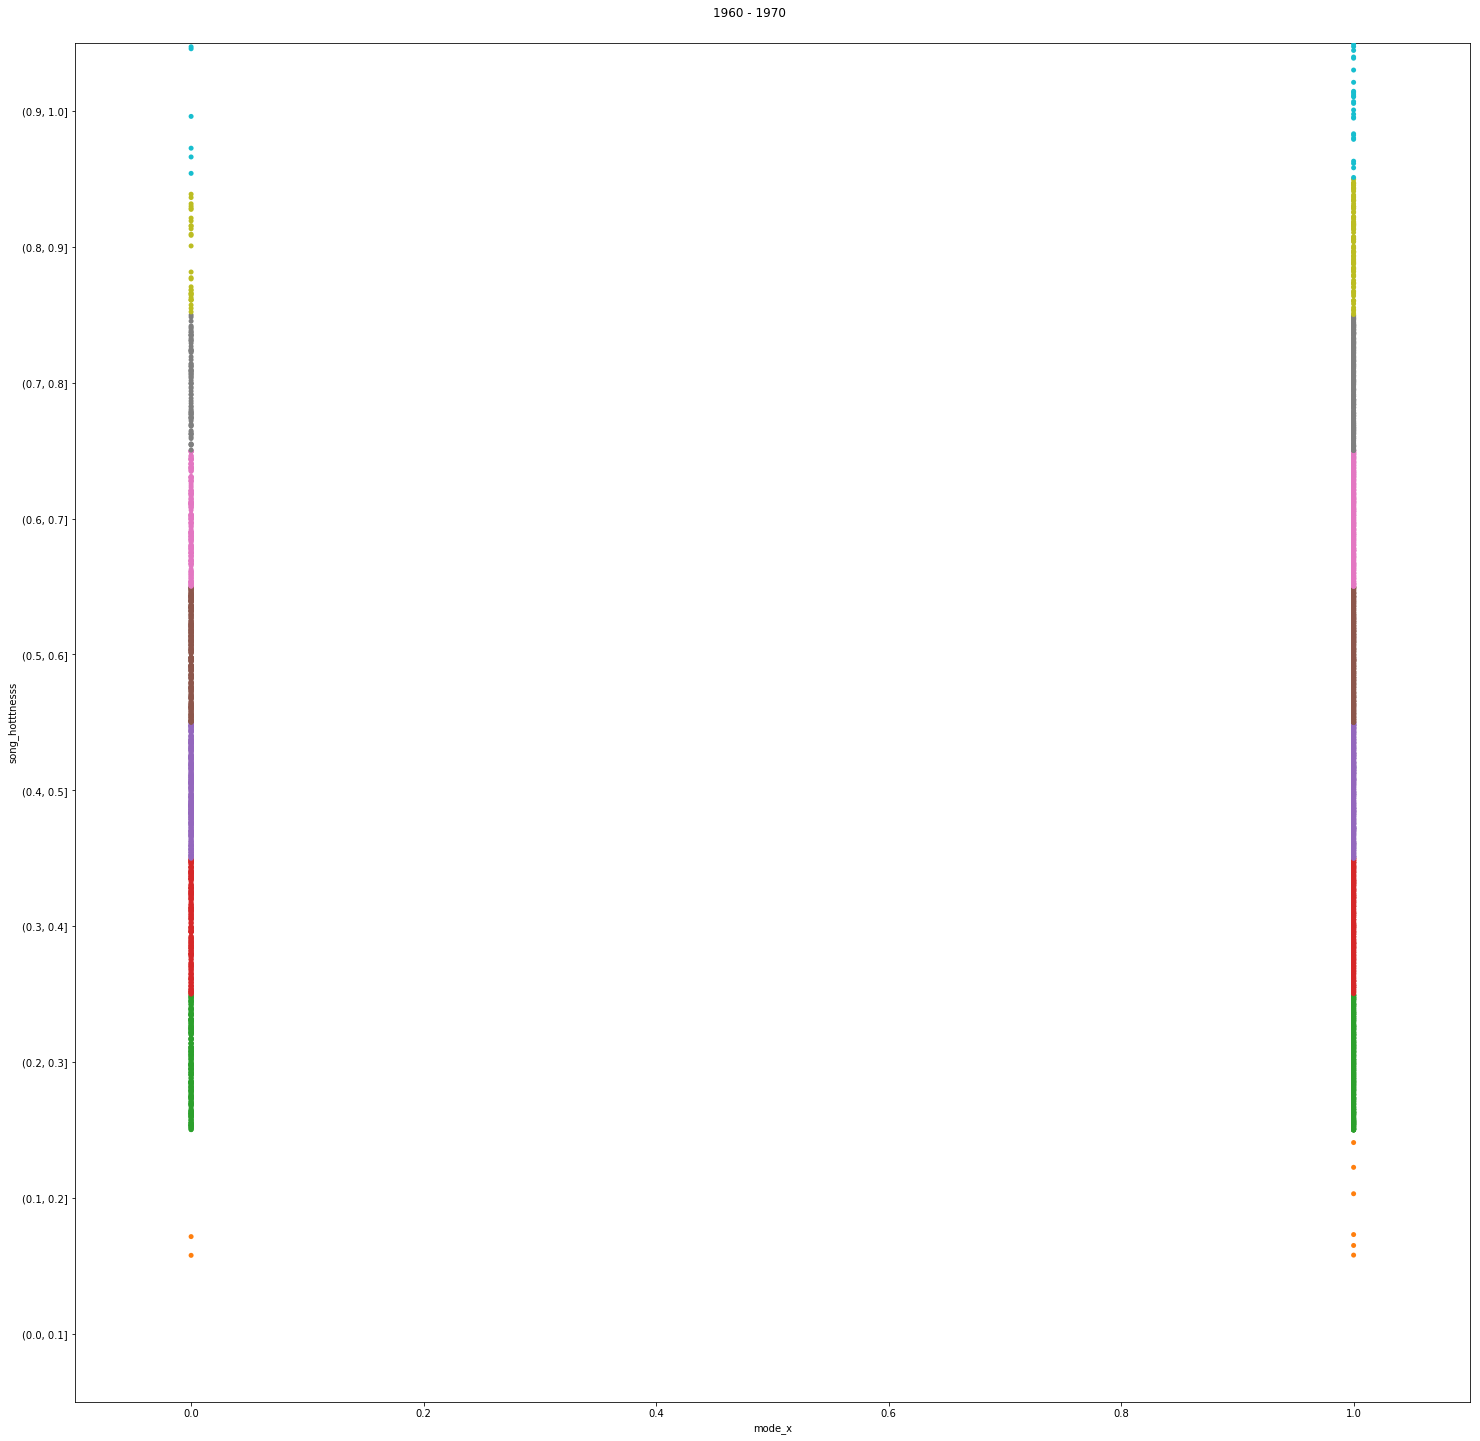 1960 - 1970
(0.9, 1.0]
(0.8, 0.9]
(0.7, 0.8]
(0.6, 0.7]
(0.5, 0.6]
song_hotttnesss
(0.4, 0.5]
(0.3, 0.4]
(0.2, 0.3]
(0.1, 0.2]
(0.0, 0.1]
0.0 0.2 0.4 0.6 0.8 1.0
mode_x